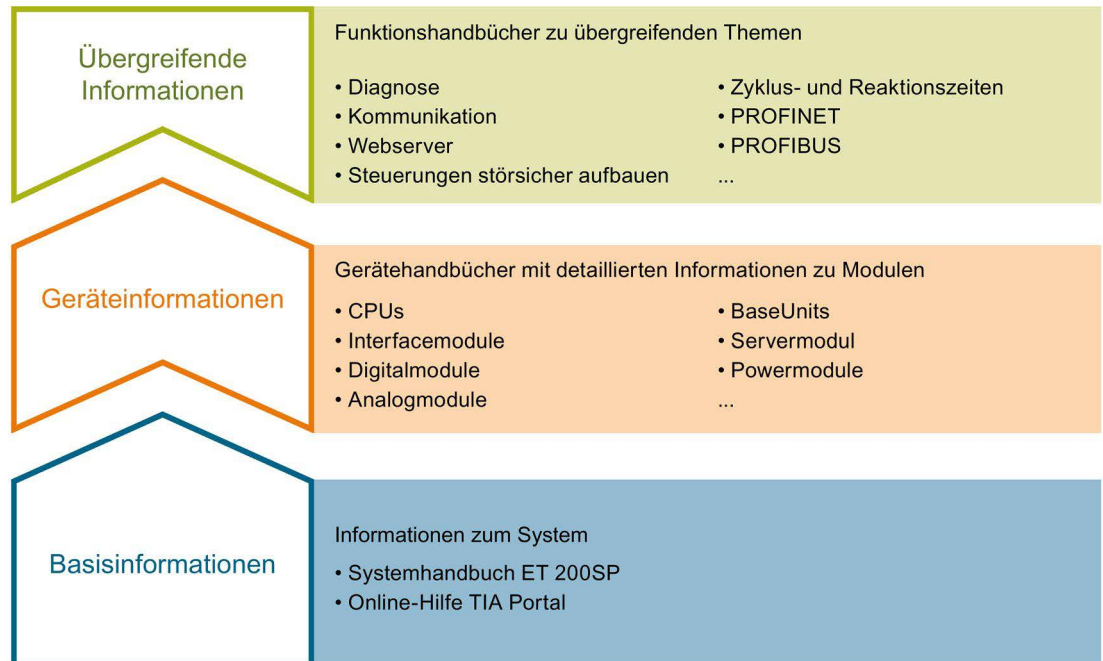 Übergreifende
Informationen
Funktionshandbücher zu übergreifenden Themen
• Diagnose
• Kommunikation
• Webserver
• Steuerungen störsicher aufbauen
• Zyklus- und Reaktionszeiten
• PROFINET
• PROFIBUS
...
Geräteinformationen
Gerätehandbücher mit detaillierten Informationen zu Modulen
• CPUs
• Interfacemodule
• Digitalmodule
• Analogmodule
• BaseUnits
• Servermodul
• Powermodule
...
Basisinformationen
Informationen zum System
• Systemhandbuch ET 200SP
• Online-Hilfe TIA Portal